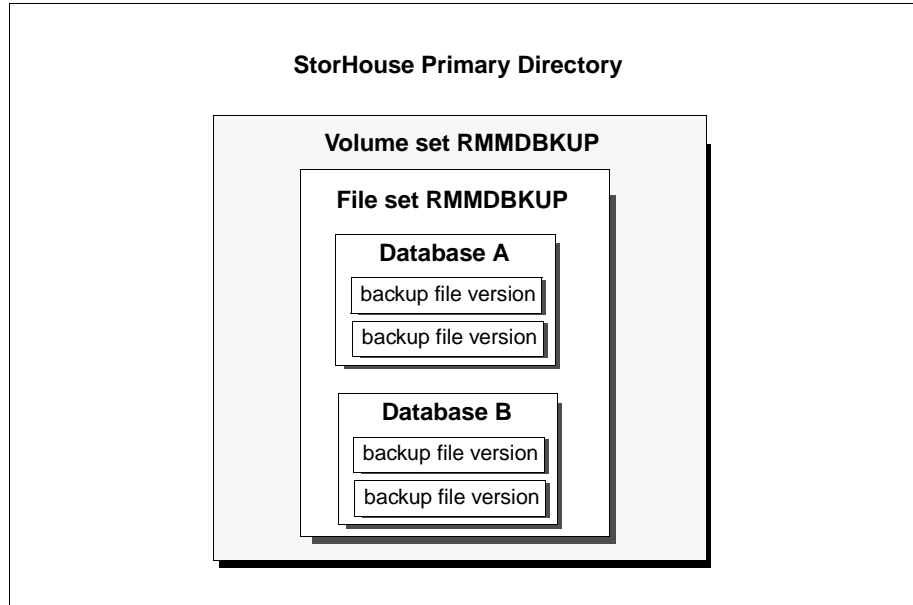 StorHouse Primary Directory
Volume set RMMDBKUP
File set RMMDBKUP
Database A
backup file version
backup file version
Database B
backup file version
backup file version